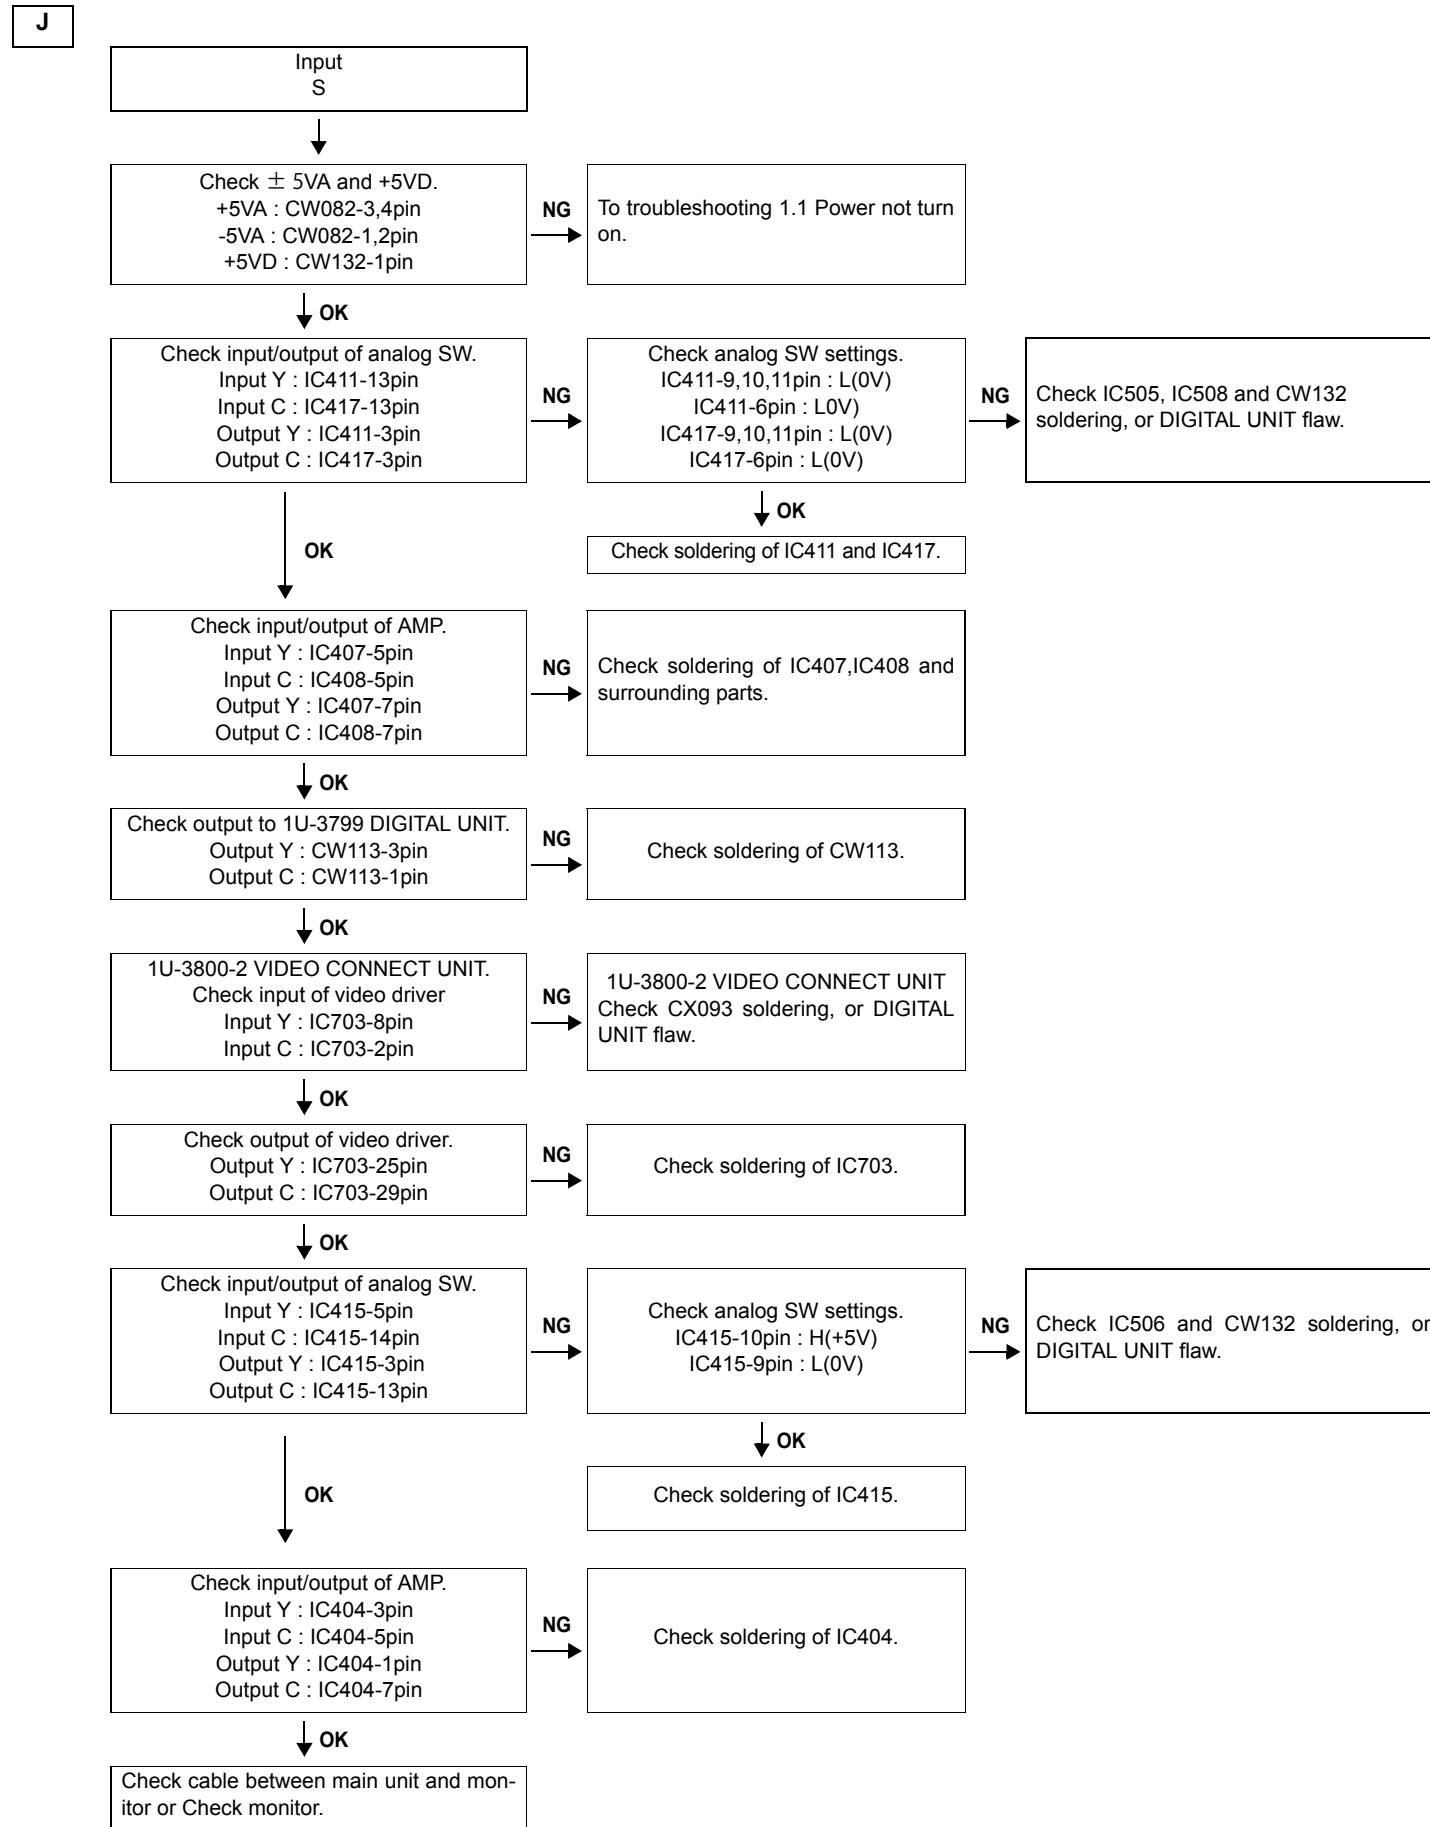 J
Input
S
Check ± 5VA and +5VD.
+5VA : CW082-3,4pin
-5VA : CW082-1,2pin
+5VD : CW132-1pin
NG
To troubleshooting 1.1 Power not turn
on.
OK
Check input/output of analog SW.
Input Y : IC411-13pin
Input C : IC417-13pin
Output Y : IC411-3pin
Output C : IC417-3pin
NG
Check analog SW settings.
IC411-9,10,11pin : L(0V)
IC411-6pin : L0V)
IC417-9,10,11pin : L(0V)
IC417-6pin : L(0V)
NG
Check IC505, IC508 and CW132
soldering, or DIGITAL UNIT flaw.
OK
Check soldering of IC411 and IC417.
OK
Check input/output of AMP.
Input Y : IC407-5pin
Input C : IC408-5pin
Output Y : IC407-7pin
Output C : IC408-7pin
NG
Check soldering of IC407,IC408 and
surrounding parts.
OK
Check output to 1U-3799 DIGITAL UNIT.
Output Y : CW113-3pin
Output C : CW113-1pin
NG
Check soldering of CW113.
OK
1U-3800-2 VIDEO CONNECT UNIT.
Check input of video driver
Input Y : IC703-8pin
Input C : IC703-2pin
NG
1U-3800-2 VIDEO CONNECT UNIT
Check CX093 soldering, or DIGITAL
UNIT flaw.
OK
Check output of video driver.
Output Y : IC703-25pin
Output C : IC703-29pin
NG
Check soldering of IC703.
OK
Check input/output of analog SW.
Input Y : IC415-5pin
Input C : IC415-14pin
Output Y : IC415-3pin
Output C : IC415-13pin
NG
Check analog SW settings.
IC415-10pin : H(+5V)
IC415-9pin : L(0V)
NG
Check IC506 and CW132 soldering, or
DIGITAL UNIT flaw.
OK
Check soldering of IC415.
OK
Check input/output of AMP.
Input Y : IC404-3pin
Input C : IC404-5pin
Output Y : IC404-1pin
Output C : IC404-7pin
NG
Check soldering of IC404.
OK
Check cable between main unit and mon-
itor or Check monitor.